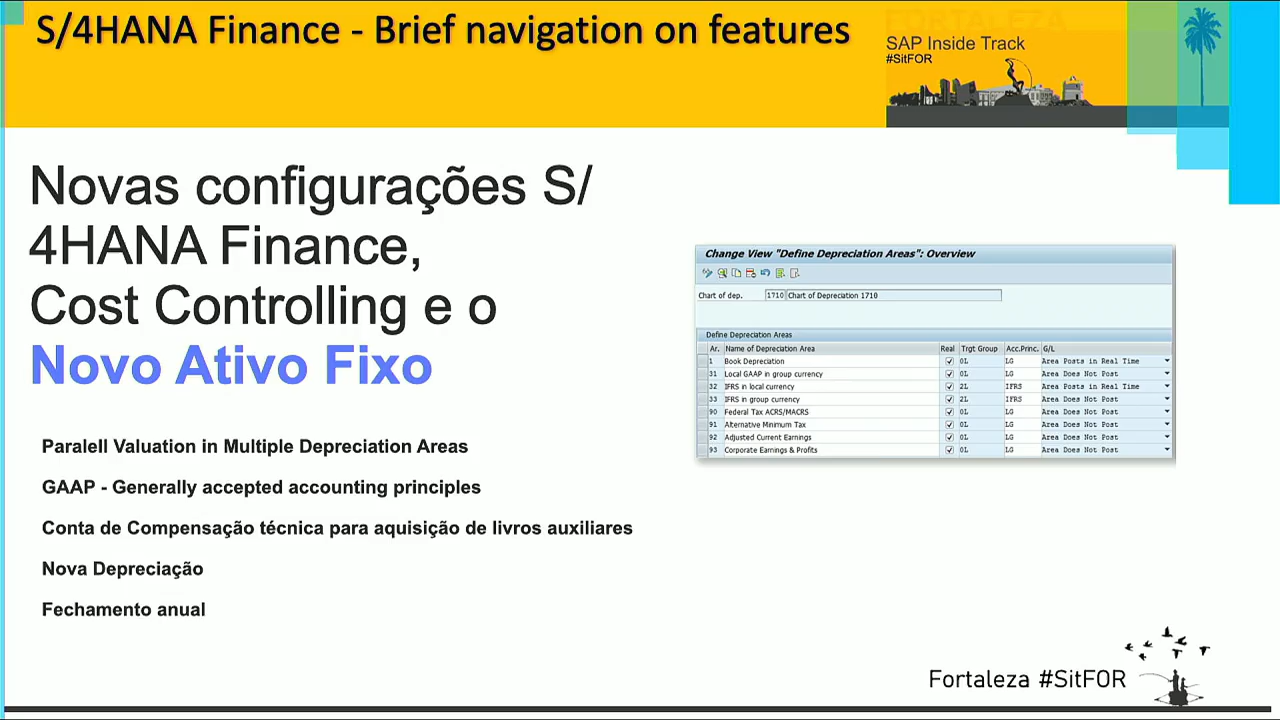 S/4HANA Finance - Brief navigation on features
FORTALEZA
SAP Inside Track
#SitFOR
Novas configurações S/
4HANA Finance,
Cost Controlling e o
Novo Ativo Fixo
Paralell Valuation in Multiple Depreciation Areas
GAAP - Generally accepted accounting principles
Conta de Compensação técnica para aquisição de livros auxiliares
Nova Depreciação
Fechamento anual
Change View "Define Depreciation Areas": Overview
Chart of dep. 1710 Chart of Depreciation 1710
Define Depreciation Areas
Ar. Name of Depreciation Area Real Trgt Group Acc.Princ. G/L
1 Book Depreciation 0L LG Area Posts in Real Time
31 Local GAAP in group currency 0L LG Area Does Not Post
32 IFRS in local currency 2L IFRS Area Posts in Real Time
33 IFRS in group currency 2L IFRS Area Does Not Post
90 Federal Tax ACRS/MACRS 0L LG Area Does Not Post
91 Alternative Minimum Tax 0L LG Area Does Not Post
92 Adjusted Current Earnings 0L LG Area Does Not Post
93 Corporate Earnings & Profits 0L LG Area Does Not Post
Fortaleza #SitFOR